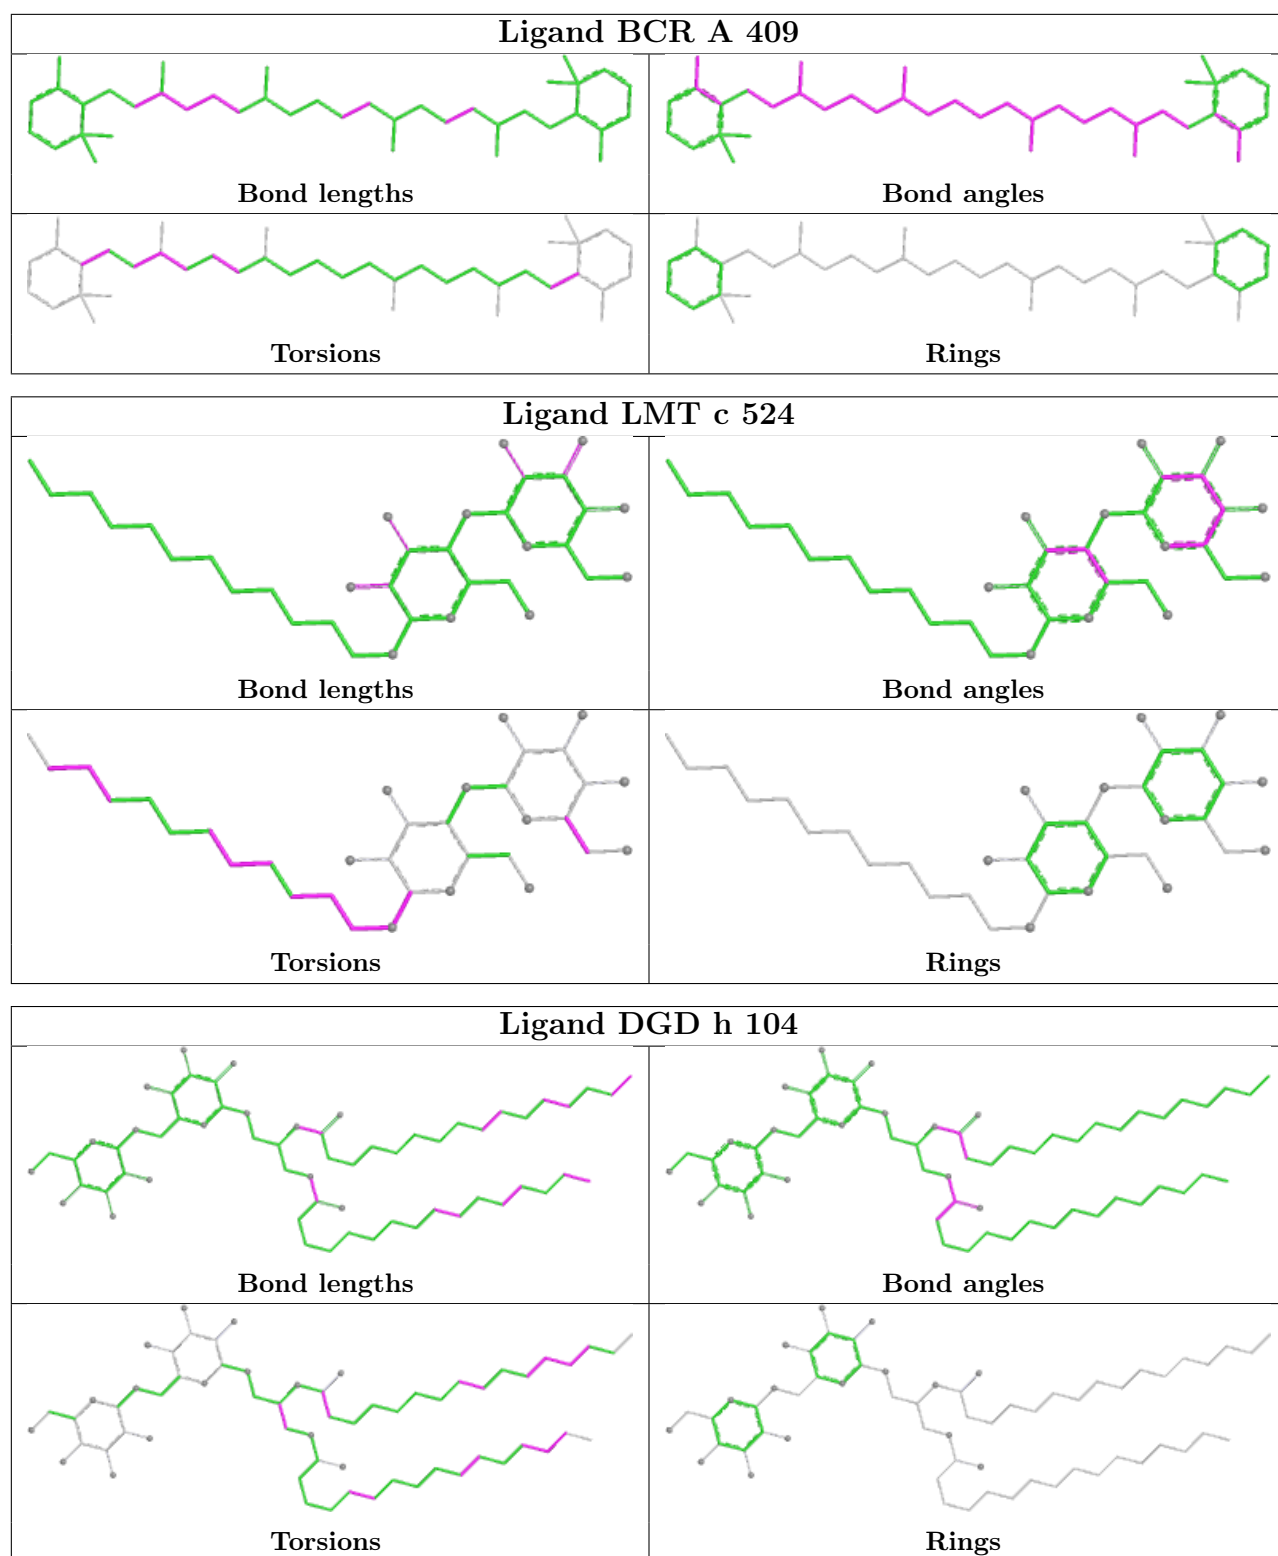 Ligand BCR A 409
Bond lengths
Bond angles
Torsions
Rings
Ligand LMT c 524
Bond lengths
Bond angles
Torsions
Rings
Ligand DGD h 104
Bond lengths
Bond angles
Torsions
Rings